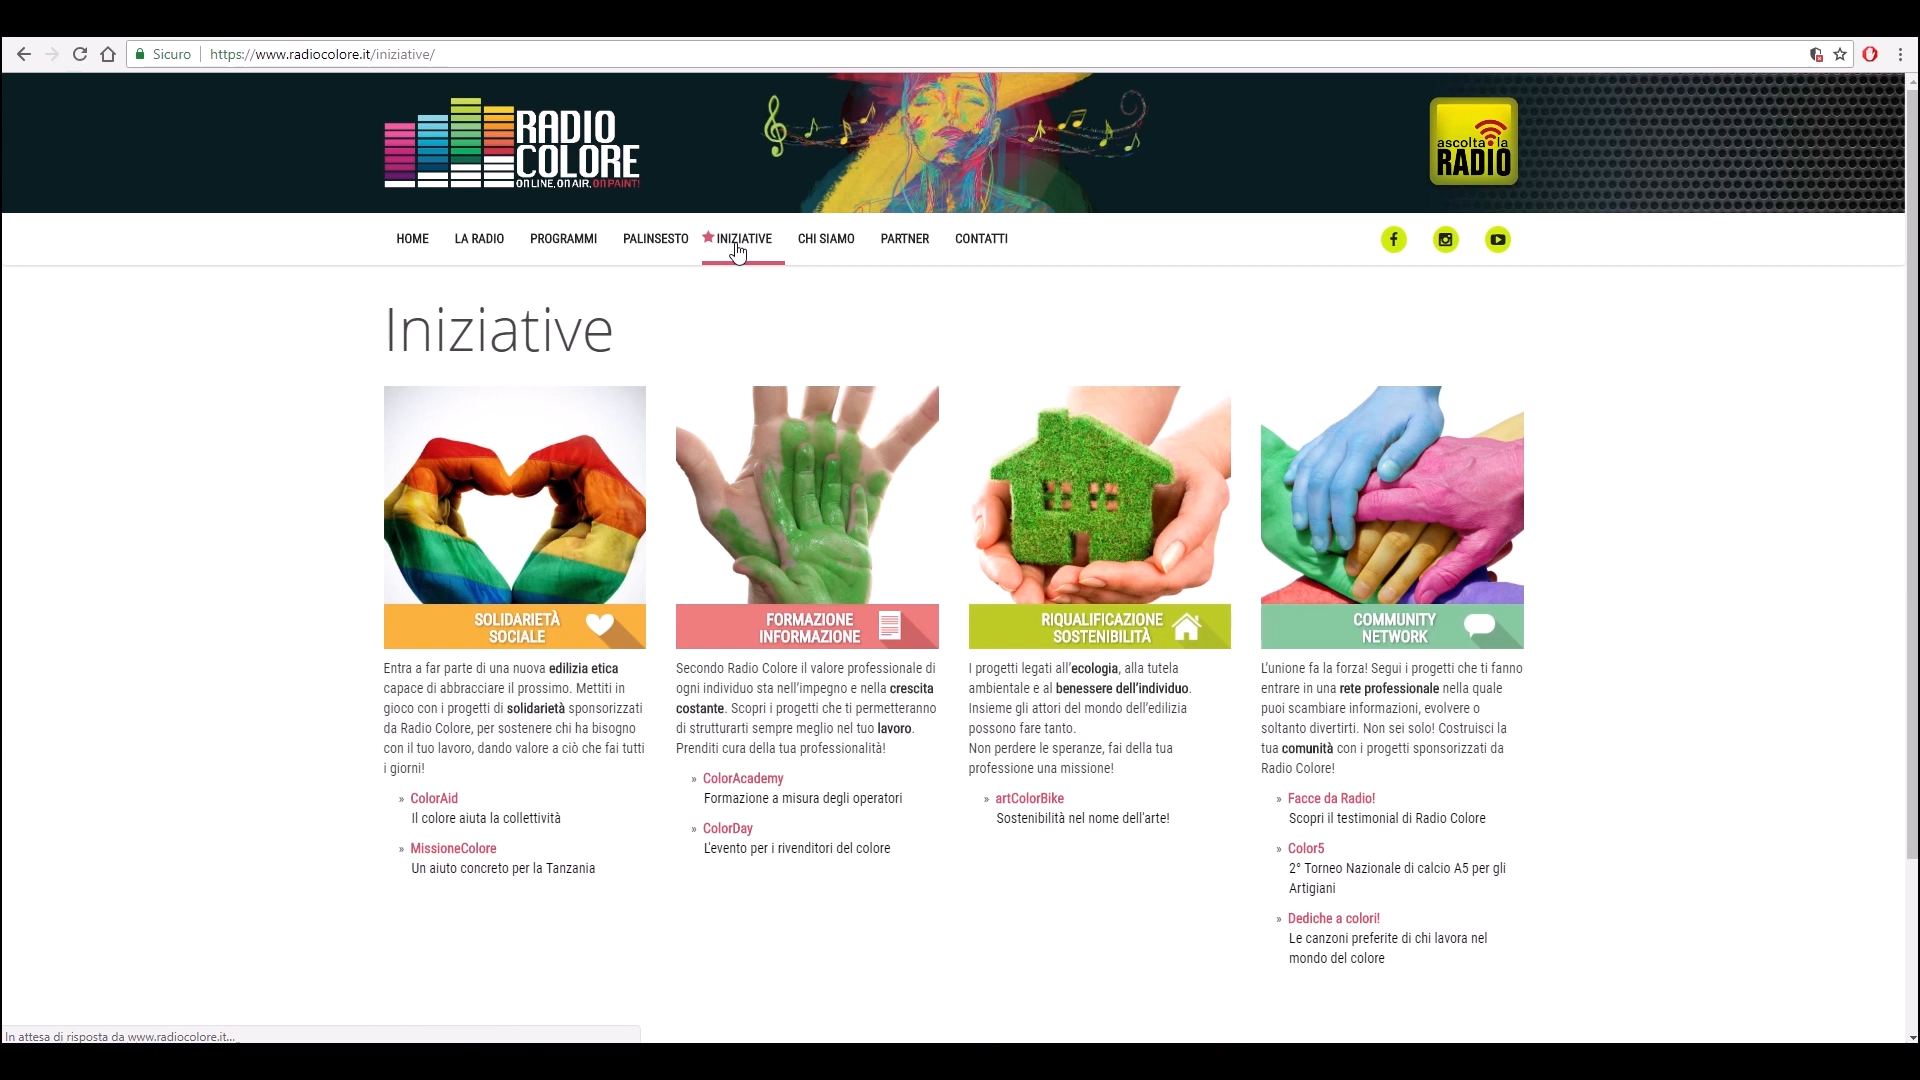 Sicuro https://www.radiocolore.it/iniziative/
RADIO
COLORE
ON LINE. ON AIR. ON PAINT!
ascolta la
RADIO
HOME LA RADIO PROGRAMMI PALINSESTO INIZIATIVE CHI SIAMO PARTNER CONTATTI
Iniziative
SOLIDARIETÀ
SOCIALE
Entra a far parte di una nuova edilizia etica
capace di abbracciare il prossimo. Mettiti in
gioco con i progetti di solidarietà sponsorizzati
da Radio Colore, per sostenere chi ha bisogno
con il tuo lavoro, dando valore a ciò che fai tutti
i giorni!
» ColorAid
Il colore aiuta la collettività
» MissioneColore
Un aiuto concreto per la Tanzania
FORMAZIONE
INFORMAZIONE
Secondo Radio Colore il valore professionale di
ogni individuo sta nell'impegno e nella crescita
costante. Scopri i progetti che ti permetteranno
di strutturarti sempre meglio nel tuo lavoro.
Prenditi cura della tua professionalità!
» ColorAcademy
Formazione a misura degli operatori
» ColorDay
L'evento per i rivenditori del colore
RIQUALIFICAZIONE
SOSTENIBILITÀ
I progetti legati all'ecologia, alla tutela
ambientale e al benessere dell'individuo.
Insieme gli attori del mondo dell'edilizia
possono fare tanto.
Non perdere le speranze, fai della tua
professione una missione!
» artColorBike
Sostenibilità nel nome dell'arte!
COMMUNITY
NETWORK
L'unione fa la forza! Segui i progetti che ti fanno
entrare in una rete professionale nella quale
puoi scambiare informazioni, evolvere o
soltanto divertirti. Non sei solo! Costruisci la
tua comunità con i progetti sponsorizzati da
Radio Colore!
» Facce da Radio!
Scopri il testimonial di Radio Colore
» Color5
2° Torneo Nazionale di calcio A5 per gli
Artigiani
» Dediche a colori!
Le canzoni preferite di chi lavora nel
mondo del colore
In attesa di risposta da www.radiocolore.it...